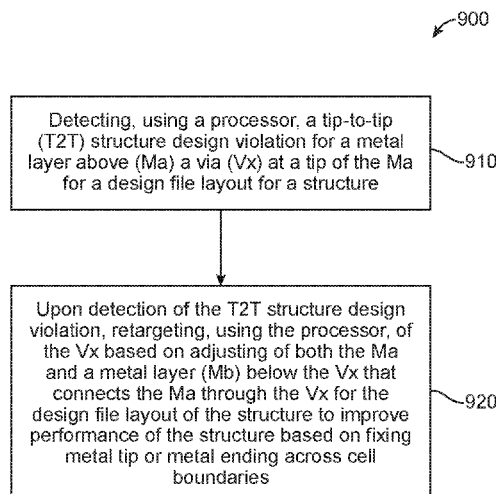 900
Detecting, using a processor, a tip-to-tip
(T2T) structure design violation for a metal
layer above (Ma) a via (Vx) at a tip of the Ma
for a design file layout for a structure
910
Upon detection of the T2T structure design
violation, retargeting, using the processor, of
the Vx based on adjusting of both the Ma
and a metal layer (Mb) below the Vx that
connects the Ma through the Vx for the
design file layout of the structure to improve
performance of the structure based on fixing
metal tip or metal ending across cell
boundaries
920